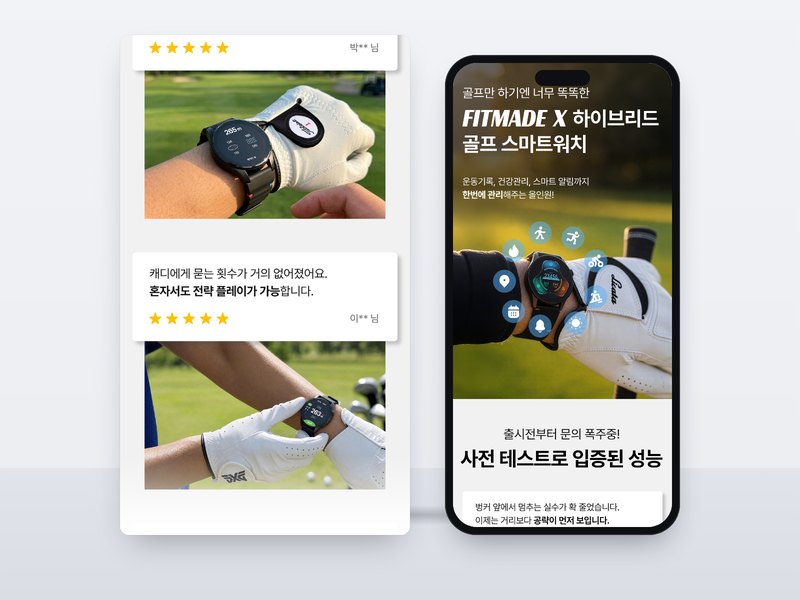 박** 님
265m
캐디에게 묻는 횟수가 거의 없어졌어요.
혼자서도 전략 플레이가 가능합니다.
이** 님
263
PXG
골프만 하기엔 너무 똑똑한
FITMADE X 하이브리드
골프 스마트워치
운동기록, 건강관리, 스마트 알림까지
한번에 관리해주는 올인원!
출시전부터 문의 폭주중!
사전 테스트로 입증된 성능
벙커 앞에서 멈추는 실수가 확 줄었습니다.
이제는 거리보다 공략이 먼저 보입니다.